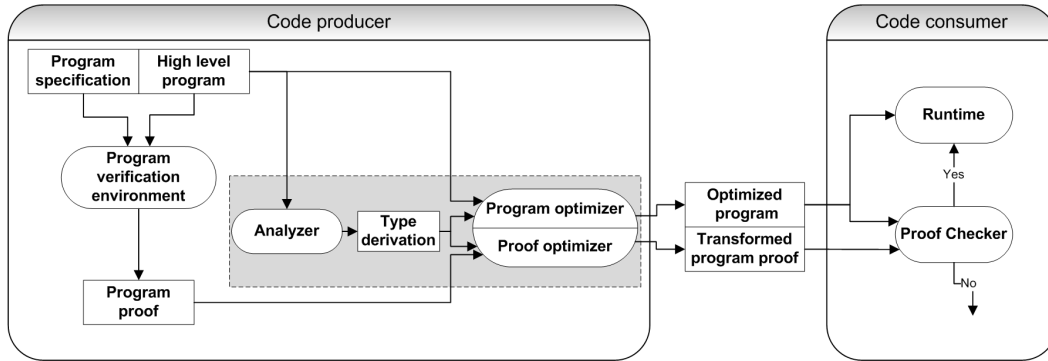 Code producer
Code consumer
Program
specification
High level
program
Program
verification
environment
Program
proof
Analyzer
Type
derivation
Program optimizer
Proof optimizer
Optimized
program
Transformed
program proof
Runtime
Yes
Proof Checker
No